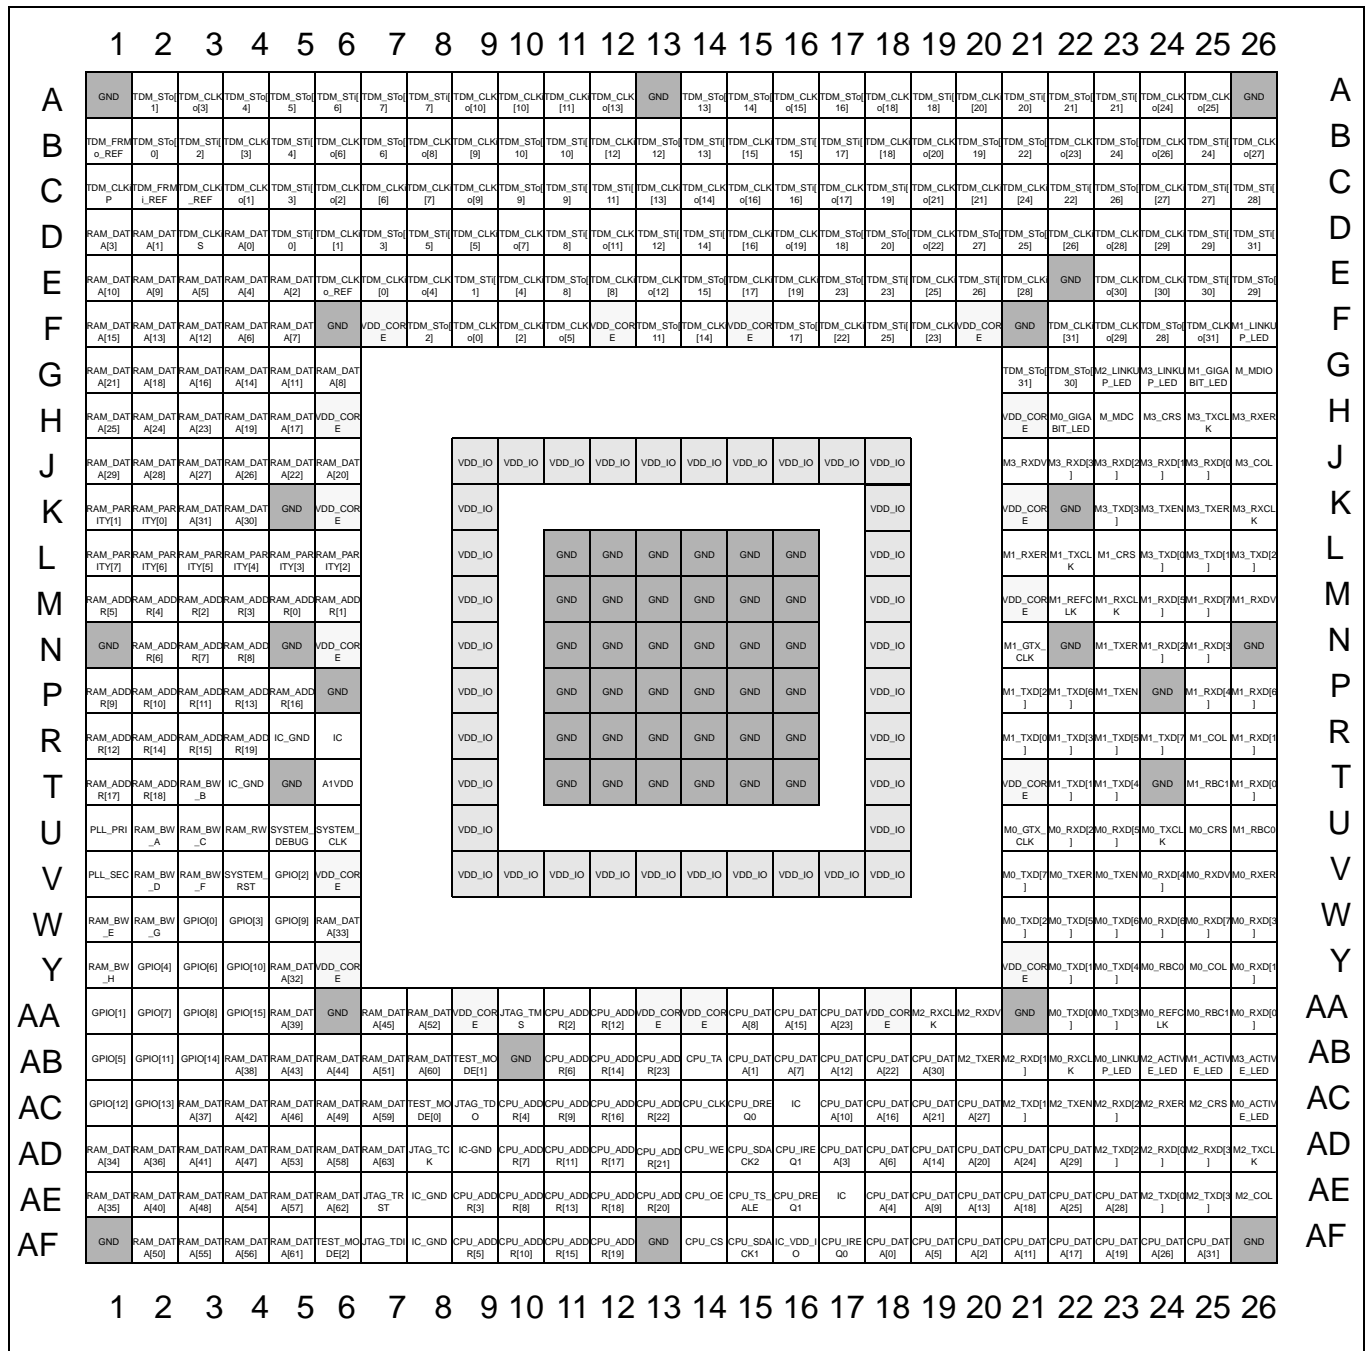 1 2 3 4 5 6 7 8 9 10 11 12 13 14 15 16 17 18 19 20 21 22 23 24 25 26
A GND TDM_STo[1] TDM_CLKo[3] TDM_STo[4] TDM_STo[5] TDM_STi[6] TDM_STo[7] TDM_STi[7] TDM_CLKo[10] TDM_CLKi[10] TDM_CLKi[11] TDM_CLKo[13] GND TDM_STo[13] TDM_STo[14] TDM_CLKo[15] TDM_STo[16] TDM_CLKo[18] TDM_STi[18] TDM_CLKi[20] TDM_STi[20] TDM_STo[21] TDM_STi[21] TDM_CLKo[24] TDM_CLKo[25] GND A
B TDM_FRMo_REF TDM_STo[0] TDM_STi[2] TDM_CLKi[3] TDM_STi[4] TDM_CLKo[6] TDM_STo[6] TDM_CLKo[8] TDM_CLKi[9] TDM_STo[10] TDM_STi[10] TDM_CLKi[12] TDM_STo[12] TDM_STi[13] TDM_CLKi[15] TDM_STi[15] TDM_STi[17] TDM_CLKi[18] TDM_CLKo[20] TDM_STo[19] TDM_STo[22] TDM_CLKo[23] TDM_STo[24] TDM_CLKo[26] TDM_STi[24] TDM_CLKo[27] B
C TDM_CLKiP TDM_FRMi_REF TDM_CLKi_REF TDM_CLKo[1] TDM_STi[3] TDM_CLKo[2] TDM_CLKi[6] TDM_CLKi[7] TDM_CLKo[9] TDM_STo[9] TDM_STi[9] TDM_STi[11] TDM_CLKi[13] TDM_CLKo[14] TDM_CLKo[16] TDM_STi[16] TDM_CLKo[17] TDM_STi[19] TDM_CLKo[21] TDM_CLKi[21] TDM_CLKi[24] TDM_STi[22] TDM_STo[26] TDM_CLKi[27] TDM_STi[27] TDM_STi[28] C
D RAM_DATA[3] RAM_DATA[1] TDM_CLKiS RAM_DATA[0] TDM_STi[0] TDM_CLKi[1] TDM_STo[3] TDM_STi[5] TDM_CLKi[5] TDM_CLKo[7] TDM_STi[8] TDM_CLKo[11] TDM_STi[12] TDM_STi[14] TDM_CLKi[16] TDM_CLKo[19] TDM_STo[18] TDM_STo[20] TDM_CLKo[22] TDM_STo[27] TDM_STo[25] TDM_CLKi[26] TDM_CLKo[28] TDM_CLKi[29] TDM_STi[29] TDM_STi[31] D
E RAM_DATA[10] RAM_DATA[9] RAM_DATA[5] RAM_DATA[4] RAM_DATA[2] TDM_CLKo_REF TDM_CLKi[0] TDM_CLKo[4] TDM_STi[1] TDM_CLKi[4] TDM_STo[8] TDM_CLKi[8] TDM_CLKo[12] TDM_STo[15] TDM_CLKi[17] TDM_CLKi[19] TDM_STo[23] TDM_STi[23] TDM_CLKi[25] TDM_STi[26] TDM_CLKi[28] GND TDM_CLKo[30] TDM_CLKi[30] TDM_STi[30] TDM_STo[29] E
F RAM_DATA[15] RAM_DATA[13] RAM_DATA[12] RAM_DATA[6] RAM_DATA[7] GND VDD_CORE TDM_STo[2] TDM_CLKo[0] TDM_CLKi[2] TDM_CLKo[5] VDD_CORE TDM_STo[11] TDM_CLKi[14] VDD_CORE TDM_STo[17] TDM_CLKi[22] TDM_STi[25] TDM_CLKi[23] VDD_CORE GND TDM_CLKi[31] TDM_CLKo[29] TDM_STo[28] TDM_CLKo[31] M1_LINKUP_LED F
G RAM_DATA[21] RAM_DATA[18] RAM_DATA[16] RAM_DATA[14] RAM_DATA[11] RAM_DATA[8] TDM_STo[31] TDM_STo[30] M2_LINKUP_LED M3_LINKUP_LED M1_GIGABIT_LED M_MDIO G
H RAM_DATA[25] RAM_DATA[24] RAM_DATA[23] RAM_DATA[19] RAM_DATA[17] VDD_CORE VDD_CORE M0_GIGABIT_LED M_MDC M3_CRS M3_TXCLK M3_RXER H
J RAM_DATA[29] RAM_DATA[28] RAM_DATA[27] RAM_DATA[26] RAM_DATA[22] RAM_DATA[20] VDD_IO VDD_IO VDD_IO VDD_IO VDD_IO VDD_IO VDD_IO VDD_IO VDD_IO VDD_IO M3_RXDV M3_RXD[3] M3_RXD[2] M3_RXD[1] M3_RXD[0] M3_COL J
K RAM_PARITY[1] RAM_PARITY[0] RAM_DATA[31] RAM_DATA[30] GND VDD_CORE VDD_IO VDD_IO VDD_CORE GND M3_TXD[3] M3_TXEN M3_TXER M3_RXCLK K
L RAM_PARITY[7] RAM_PARITY[6] RAM_PARITY[5] RAM_PARITY[4] RAM_PARITY[3] RAM_PARITY[2] VDD_IO GND GND GND GND GND GND VDD_IO M1_RXER M1_TXCLK M1_CRS M3_TXD[0] M3_TXD[1] M3_TXD[2] L
M RAM_ADDR[5] RAM_ADDR[4] RAM_ADDR[2] RAM_ADDR[3] RAM_ADDR[0] RAM_ADDR[1] VDD_IO GND GND GND GND GND GND VDD_IO VDD_CORE M1_REFCLK M1_RXCLK M1_RXD[5] M1_RXD[7] M1_RXDV M
N GND RAM_ADDR[6] RAM_ADDR[7] RAM_ADDR[8] GND VDD_CORE VDD_IO GND GND GND GND GND GND VDD_IO M1_GTX_CLK GND M1_TXER M1_RXD[2] M1_RXD[3] GND N
P RAM_ADDR[9] RAM_ADDR[10] RAM_ADDR[11] RAM_ADDR[13] RAM_ADDR[16] GND VDD_IO GND GND GND GND GND GND VDD_IO M1_TXD[2] M1_TXD[6] M1_TXEN GND M1_RXD[4] M1_RXD[6] P
R RAM_ADDR[12] RAM_ADDR[14] RAM_ADDR[15] RAM_ADDR[19] IC_GND IC VDD_IO GND GND GND GND GND GND VDD_IO M1_TXD[0] M1_TXD[3] M1_TXD[5] M1_TXD[7] M1_COL M1_RXD[1] R
T RAM_ADDR[17] RAM_ADDR[18] RAM_BW_B IC_GND GND A1VDD VDD_IO GND GND GND GND GND GND VDD_IO VDD_CORE M1_TXD[1] M1_TXD[4] GND M1_RBC1 M1_RXD[0] T
U PLL_PRI RAM_BW_A RAM_BW_C RAM_RW SYSTEM_DEBUG SYSTEM_CLK VDD_IO VDD_IO M0_GTX_CLK M0_RXD[2] M0_RXD[5] M0_TXCLK M0_CRS M1_RBC0 U
V PLL_SEC RAM_BW_D RAM_BW_F SYSTEM_RST GPIO[2] VDD_CORE VDD_IO VDD_IO VDD_IO VDD_IO VDD_IO VDD_IO VDD_IO VDD_IO VDD_IO VDD_IO M0_TXD[7] M0_TXER M0_TXEN M0_RXD[4] M0_RXDV M0_RXER V
W RAM_BW_E RAM_BW_G GPIO[0] GPIO[3] GPIO[9] RAM_DATA[33] M0_TXD[2] M0_TXD[5] M0_TXD[6] M0_RXD[6] M0_RXD[7] M0_RXD[3] W
Y RAM_BW_H GPIO[4] GPIO[6] GPIO[10] RAM_DATA[32] VDD_CORE VDD_CORE M0_TXD[1] M0_TXD[4] M0_RBC0 M0_COL M0_RXD[1] Y
AA GPIO[1] GPIO[7] GPIO[8] GPIO[15] RAM_DATA[39] GND RAM_DATA[45] RAM_DATA[52] VDD_CORE JTAG_TMS CPU_ADDR[2] CPU_ADDR[12] VDD_CORE VDD_CORE CPU_DATA[8] CPU_DATA[15] CPU_DATA[23] VDD_CORE M2_RXCLK M2_RXDV GND M0_TXD[0] M0_TXD[3] M0_REFCLK M0_RBC1 M0_RXD[0] AA
AB GPIO[5] GPIO[11] GPIO[14] RAM_DATA[38] RAM_DATA[43] RAM_DATA[44] RAM_DATA[51] RAM_DATA[60] TEST_MODE[1] GND CPU_ADDR[6] CPU_ADDR[14] CPU_ADDR[23] CPU_TA CPU_DATA[1] CPU_DATA[7] CPU_DATA[12] CPU_DATA[22] CPU_DATA[30] M2_TXER M2_RXD[1] M0_RXCLK M0_LINKUP_LED M2_ACTIVE_LED M1_ACTIVE_LED M3_ACTIVE_LED AB
AC GPIO[12] GPIO[13] RAM_DATA[37] RAM_DATA[42] RAM_DATA[46] RAM_DATA[49] RAM_DATA[59] TEST_MODE[0] JTAG_TDO CPU_ADDR[4] CPU_ADDR[9] CPU_ADDR[16] CPU_ADDR[22] CPU_CLK CPU_DREQ0 IC CPU_DATA[10] CPU_DATA[16] CPU_DATA[21] CPU_DATA[27] M2_TXD[1] M2_TXEN M2_RXD[2] M2_RXER M2_CRS M0_ACTIVE_LED AC
AD RAM_DATA[34] RAM_DATA[36] RAM_DATA[41] RAM_DATA[47] RAM_DATA[53] RAM_DATA[58] RAM_DATA[63] JTAG_TCK IC-GND CPU_ADDR[7] CPU_ADDR[11] CPU_ADDR[17] CPU_ADDR[21] CPU_WE CPU_SDACK2 CPU_IREQ1 CPU_DATA[3] CPU_DATA[6] CPU_DATA[14] CPU_DATA[20] CPU_DATA[24] CPU_DATA[29] M2_TXD[2] M2_RXD[0] M2_RXD[3] M2_TXCLK AD
AE RAM_DATA[35] RAM_DATA[40] RAM_DATA[48] RAM_DATA[54] RAM_DATA[57] RAM_DATA[62] JTAG_TRST IC_GND CPU_ADDR[3] CPU_ADDR[8] CPU_ADDR[13] CPU_ADDR[18] CPU_ADDR[20] CPU_OE CPU_TS_ALE CPU_DREQ1 IC CPU_DATA[4] CPU_DATA[9] CPU_DATA[13] CPU_DATA[18] CPU_DATA[25] CPU_DATA[28] M2_TXD[0] M2_TXD[3] M2_COL AE
AF GND RAM_DATA[50] RAM_DATA[55] RAM_DATA[56] RAM_DATA[61] TEST_MODE[2] JTAG_TDI IC_GND CPU_ADDR[5] CPU_ADDR[10] CPU_ADDR[15] CPU_ADDR[19] GND CPU_CS CPU_SDACK1 IC_VDD_IO CPU_IREQ0 CPU_DATA[0] CPU_DATA[5] CPU_DATA[2] CPU_DATA[11] CPU_DATA[17] CPU_DATA[19] CPU_DATA[26] CPU_DATA[31] GND AF
1 2 3 4 5 6 7 8 9 10 11 12 13 14 15 16 17 18 19 20 21 22 23 24 25 26